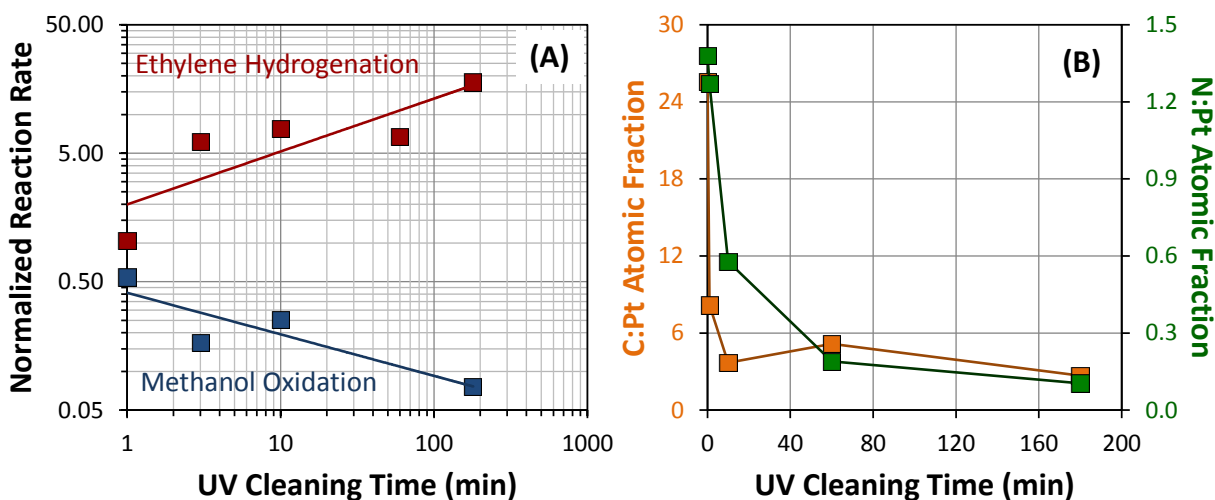 50.00
5.00
0.50
0.05
Normalized Reaction Rate
Ethylene Hydrogenation
(A)
Methanol Oxidation
1 10 100 1000
UV Cleaning Time (min)
30
24
18
12
6
0
C:Pt Atomic Fraction
(B)
1.5
1.2
0.9
0.6
0.3
0.0
N:Pt Atomic Fraction
0 40 80 120 160 200
UV Cleaning Time (min)